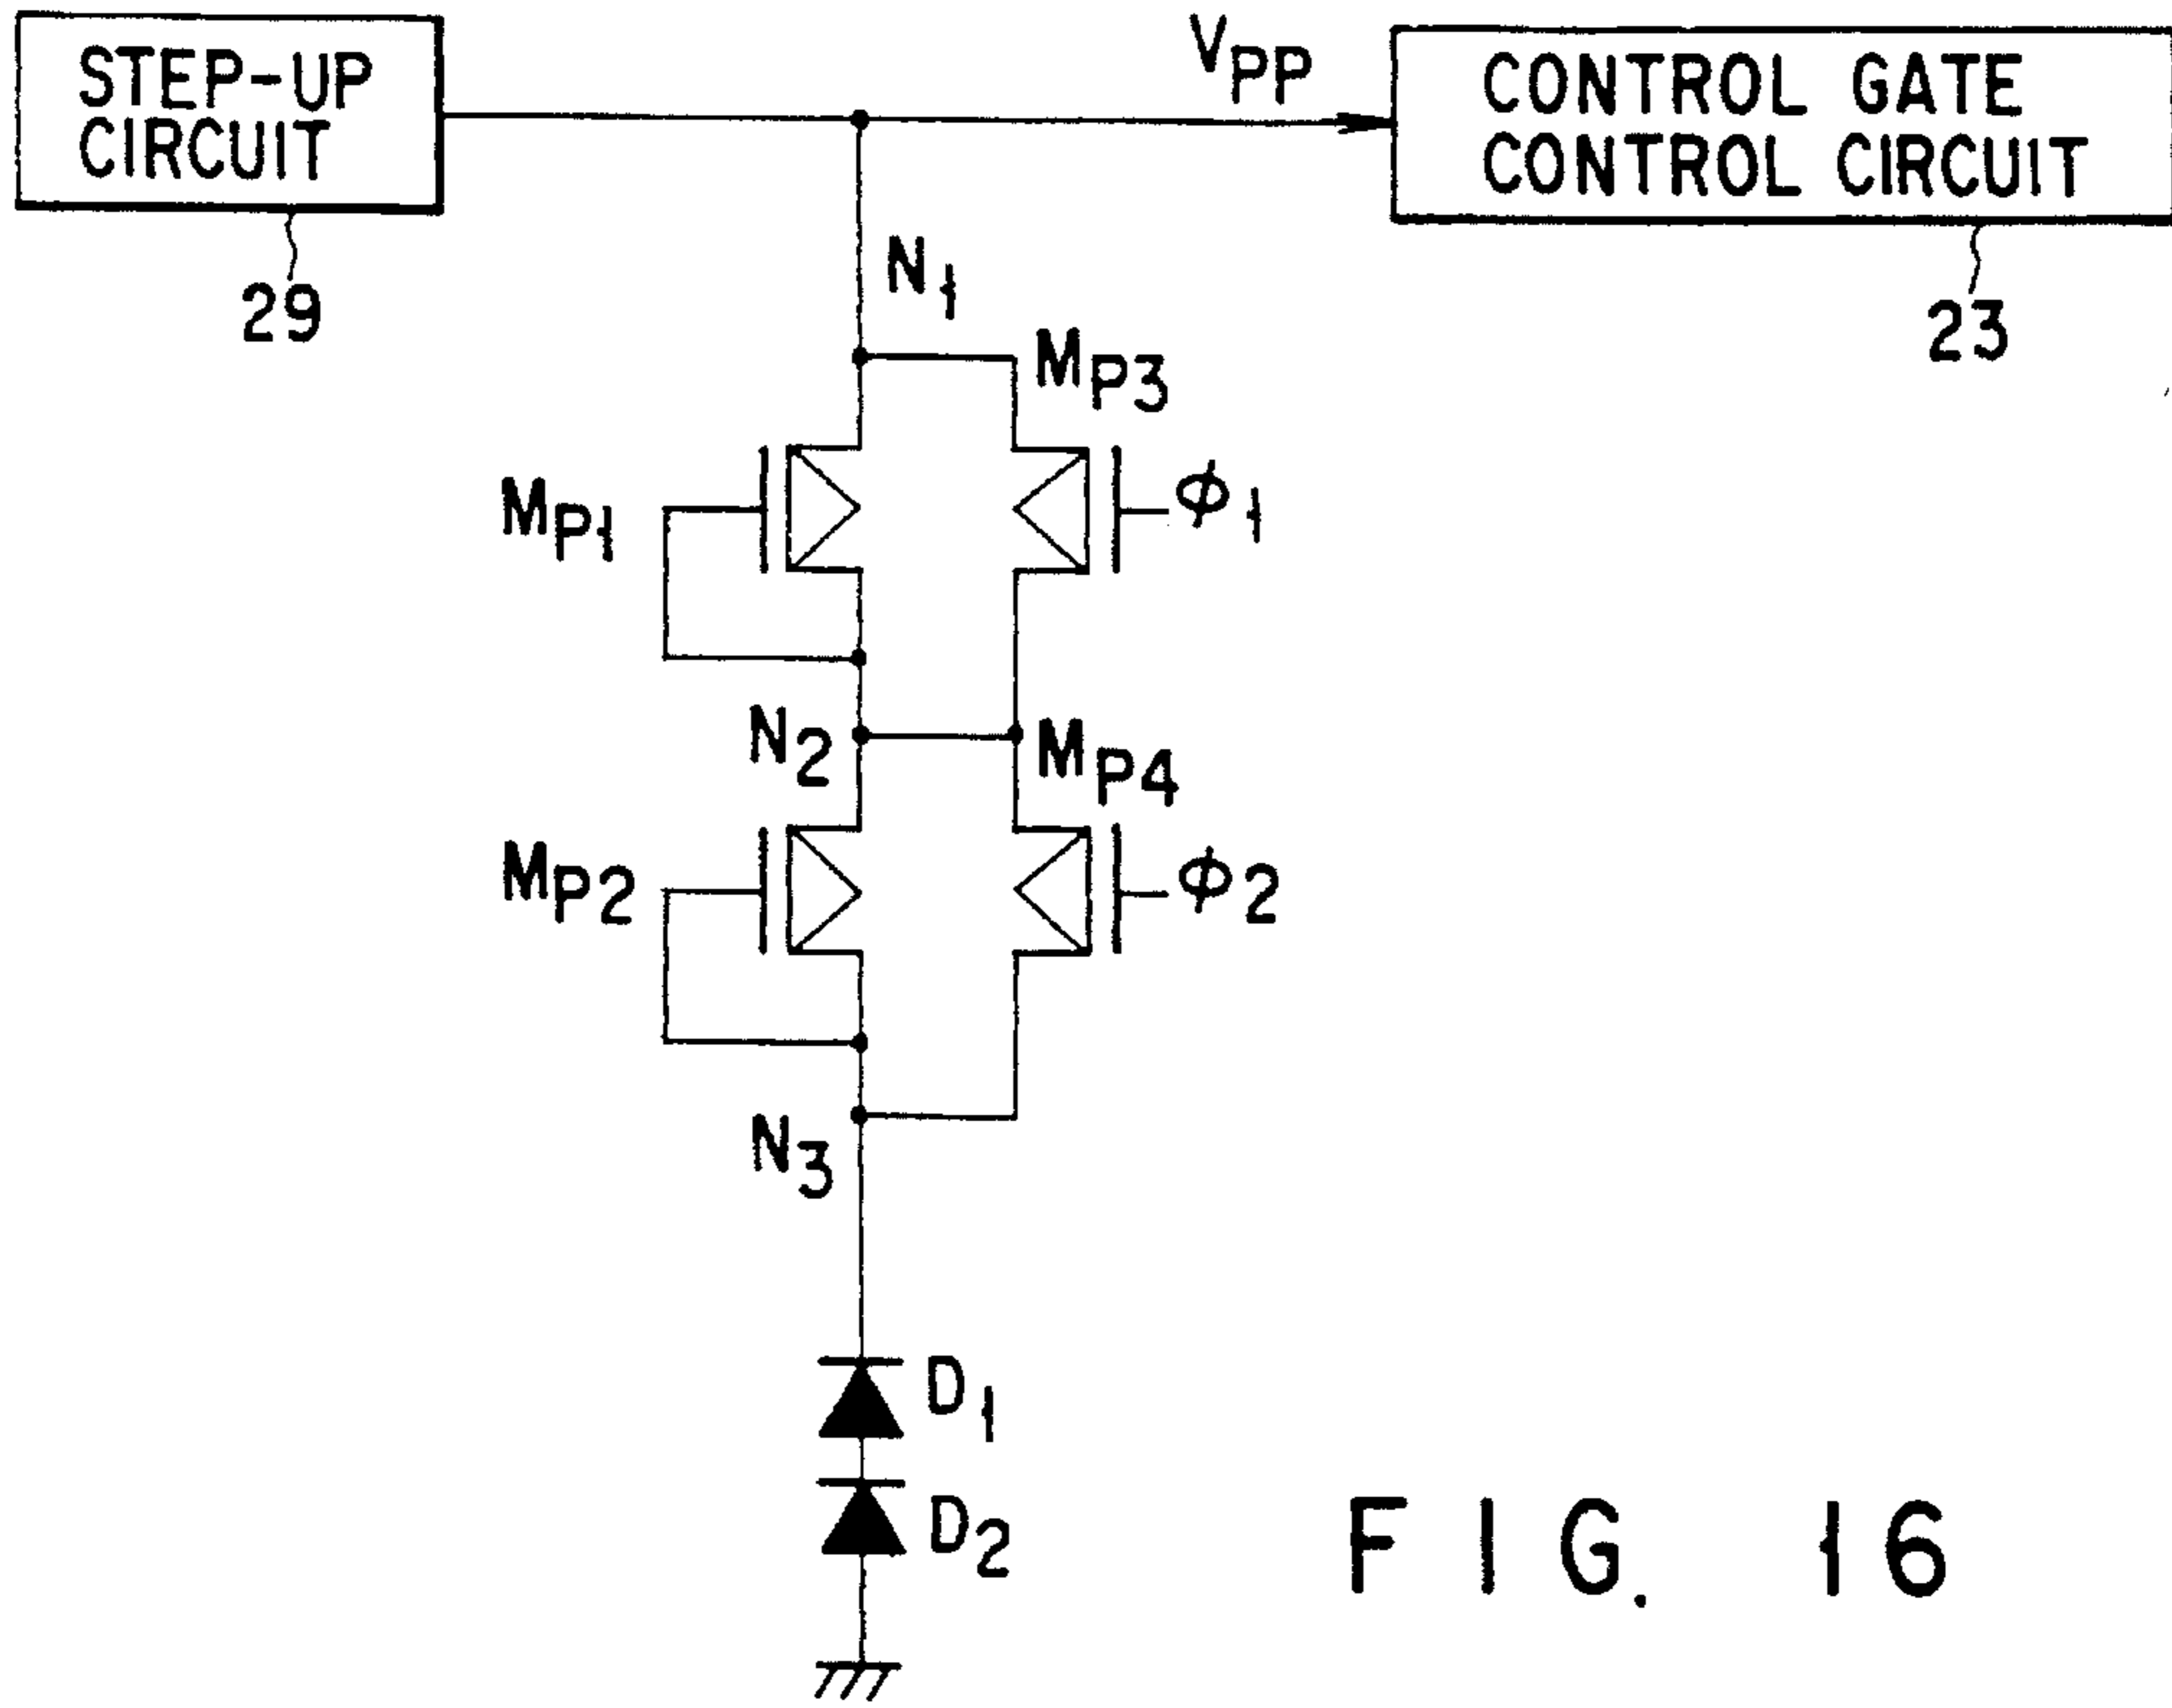 STEP-UP
CIRCUIT
29
VPP
CONTROL GATE
CONTROL CIRCUIT
23
N1
MP3
MP1
ϕ1
N2
MP4
MP2
ϕ2
N3
D1
D2
FIG. 16